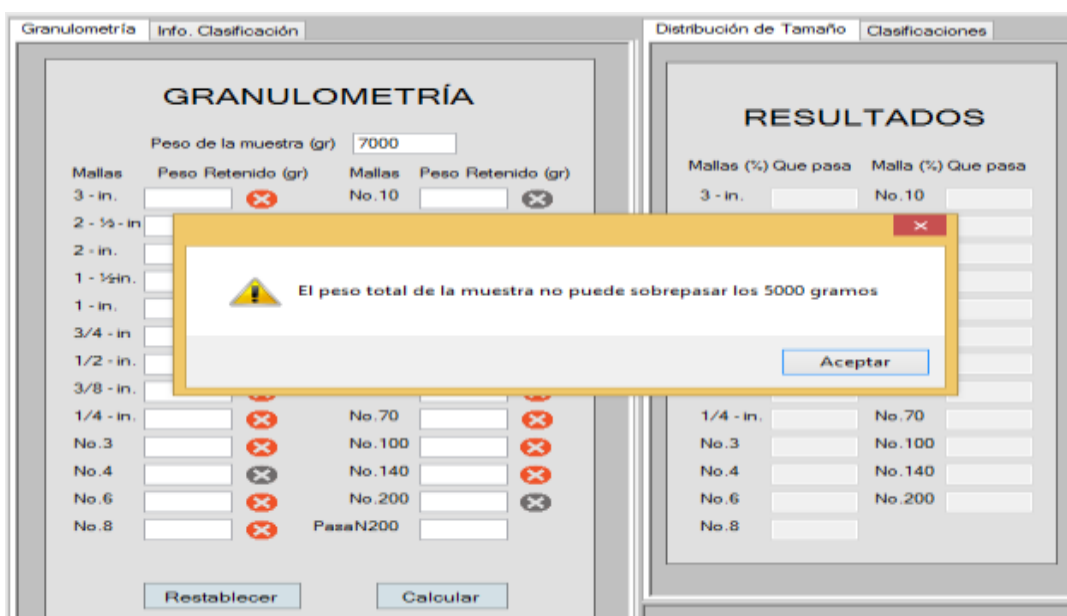 Granulometría Info. Clasificación Distribución de Tamaño Clasificaciones
GRANULOMETRÍA
Peso de la muestra (gr) 7000
Mallas Peso Retenido (gr) Mallas Peso Retenido (gr)
3 - in. No.10
2 - ½ - in
2 - in.
1 - ½in.
1 - in.
3/4 - in
1/2 - in.
3/8 - in.
1/4 - in. No.70
No.3 No.100
No.4 No.140
No.6 No.200
No.8 PasaN200
Restablecer Calcular
El peso total de la muestra no puede sobrepasar los 5000 gramos
Aceptar
RESULTADOS
Mallas (%) Que pasa Malla (%) Que pasa
3 - in. No.10
1/4 - in. No.70
No.3 No.100
No.4 No.140
No.6 No.200
No.8